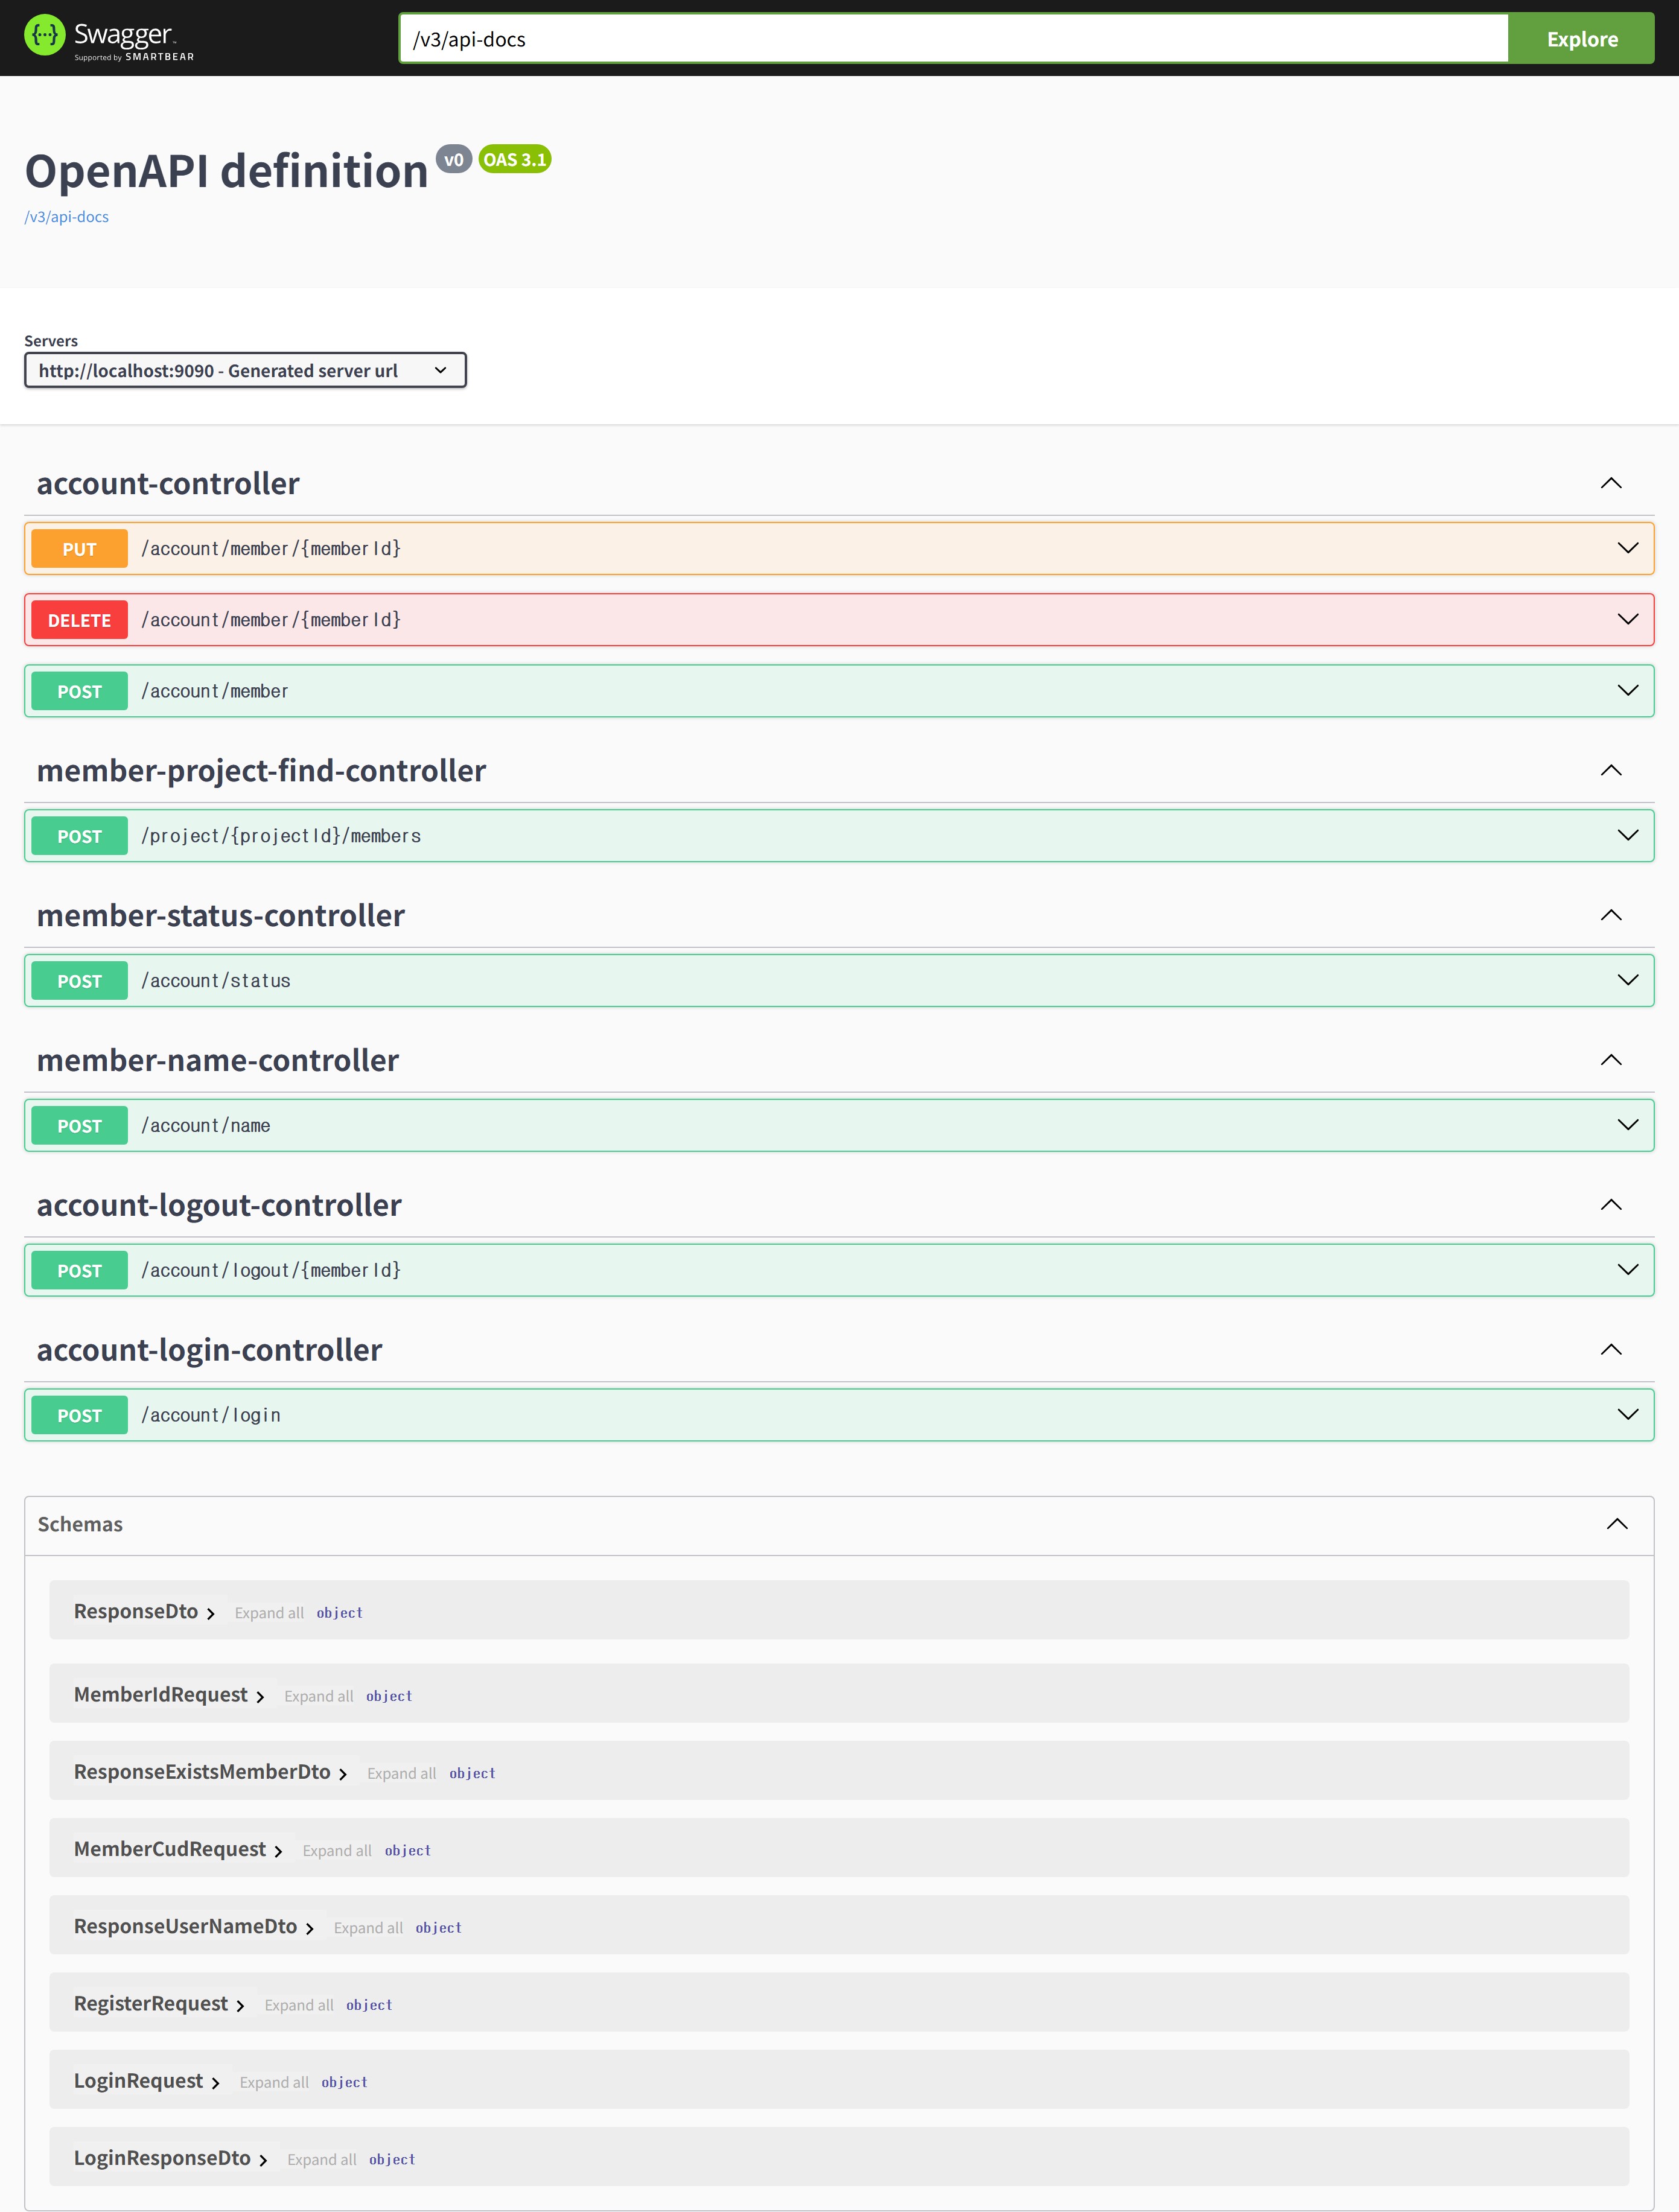 Swagger
Supported by SMARTBEAR
/v3/api-docs
Explore
OpenAPI definition v0 OAS 3.1
/v3/api-docs
Servers
http://localhost:9090 - Generated server url
account-controller
PUT /account/member/{memberId}
DELETE /account/member/{memberId}
POST /account/member
member-project-find-controller
POST /project/{projectId}/members
member-status-controller
POST /account/status
member-name-controller
POST /account/name
account-logout-controller
POST /account/logout/{memberId}
account-login-controller
POST /account/login
Schemas
ResponseDto Expand all object
MemberIdRequest Expand all object
ResponseExistsMemberDto Expand all object
MemberCudRequest Expand all object
ResponseUserNameDto Expand all object
RegisterRequest Expand all object
LoginRequest Expand all object
LoginResponseDto Expand all object